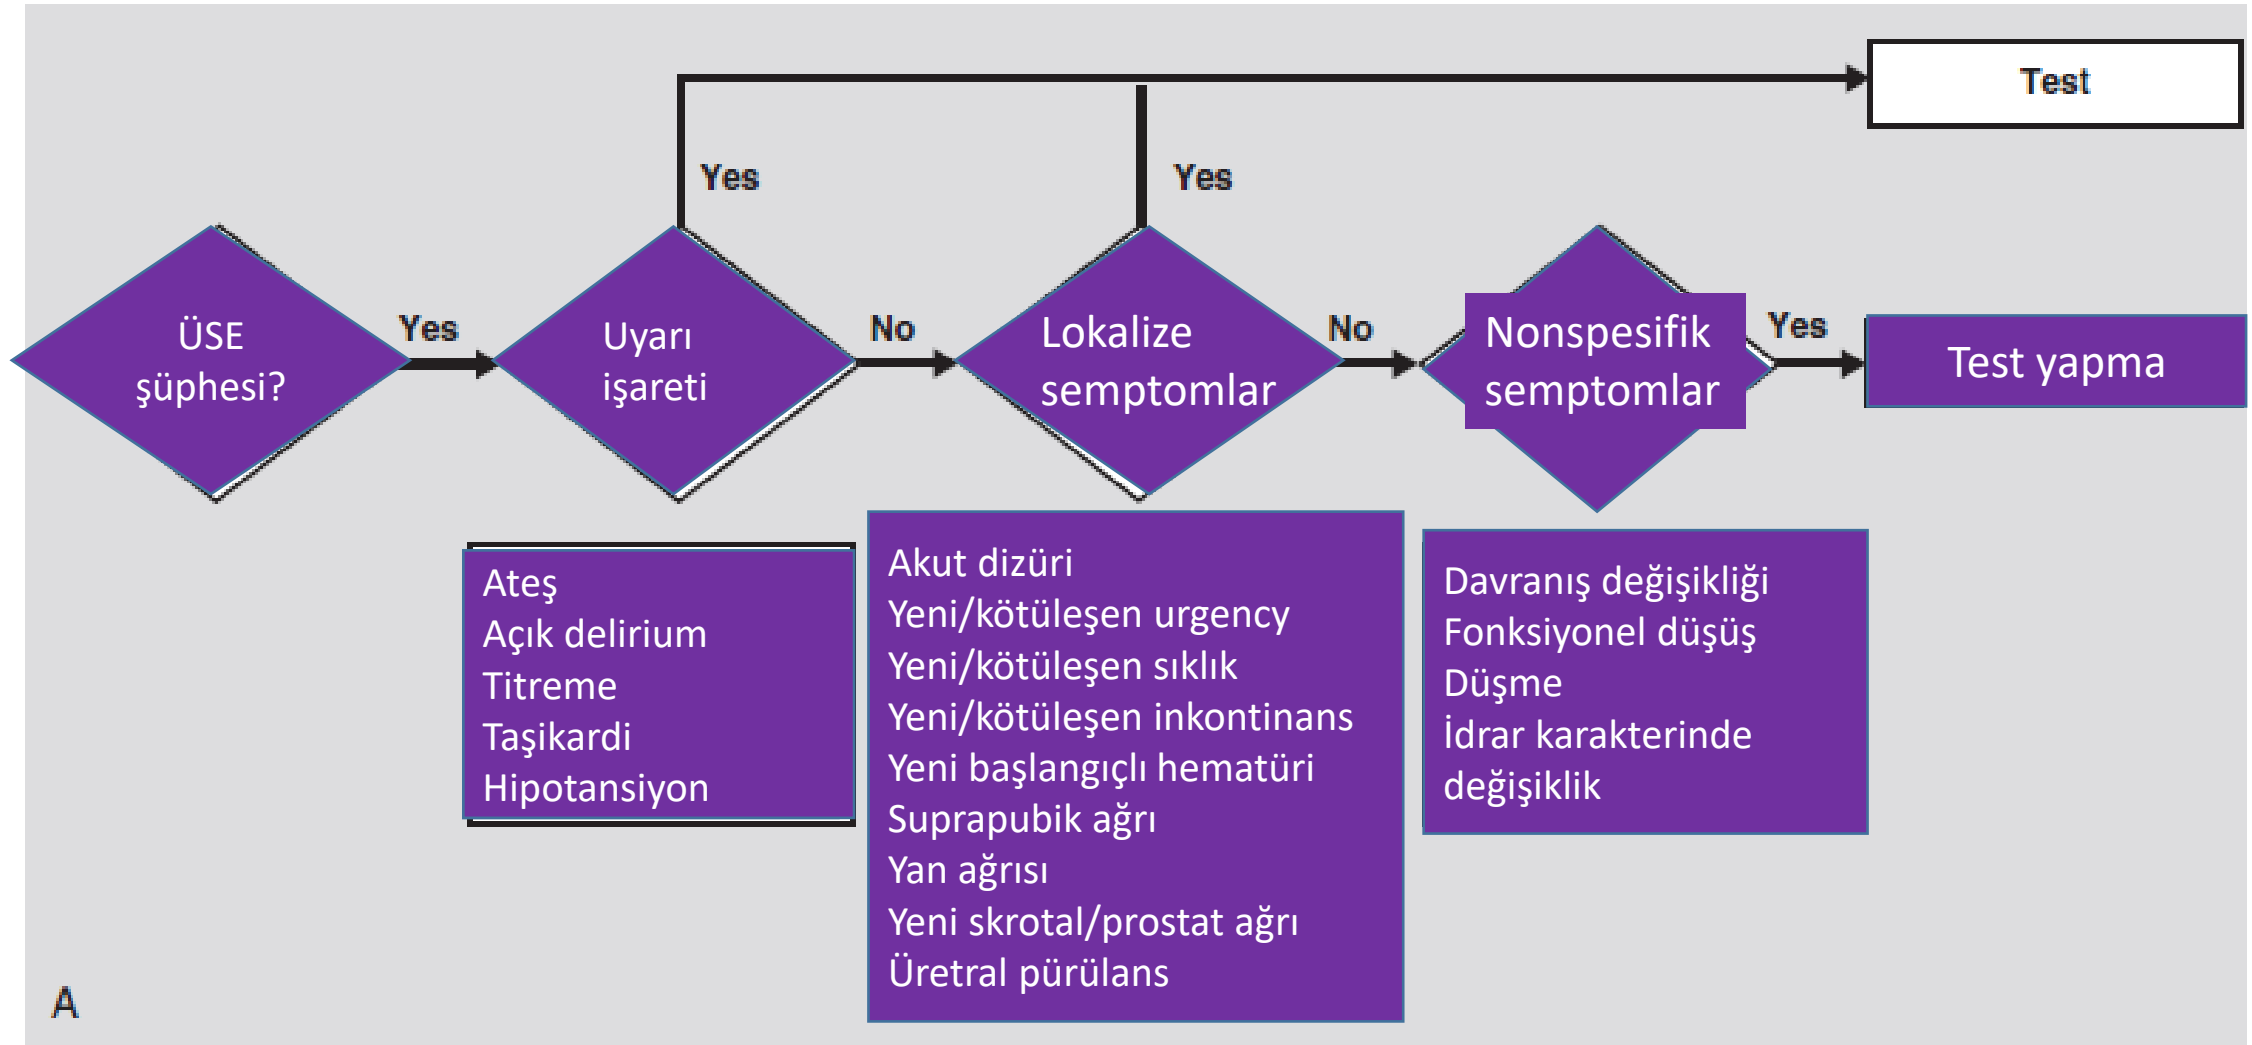 Test
Yes
Yes
ÜSE
şüphesi?
Yes
Uyarı
işareti
No
Lokalize
semptomlar
No
Nonspesifik
semptomlar
Yes
Test yapma
Ateş
Açık delirium
Titreme
Taşikardi
Hipotansiyon
Akut dizüri
Yeni/kötüleşen urgency
Yeni/kötüleşen sıklık
Yeni/kötüleşen inkontinans
Yeni başlangıçlı hematüri
Suprapubik ağrı
Yan ağrısı
Yeni skrotal/prostat ağrı
Üretral pürülans
Davranış değişikliği
Fonksiyonel düşüş
Düşme
İdrar karakterinde
değişiklik
A